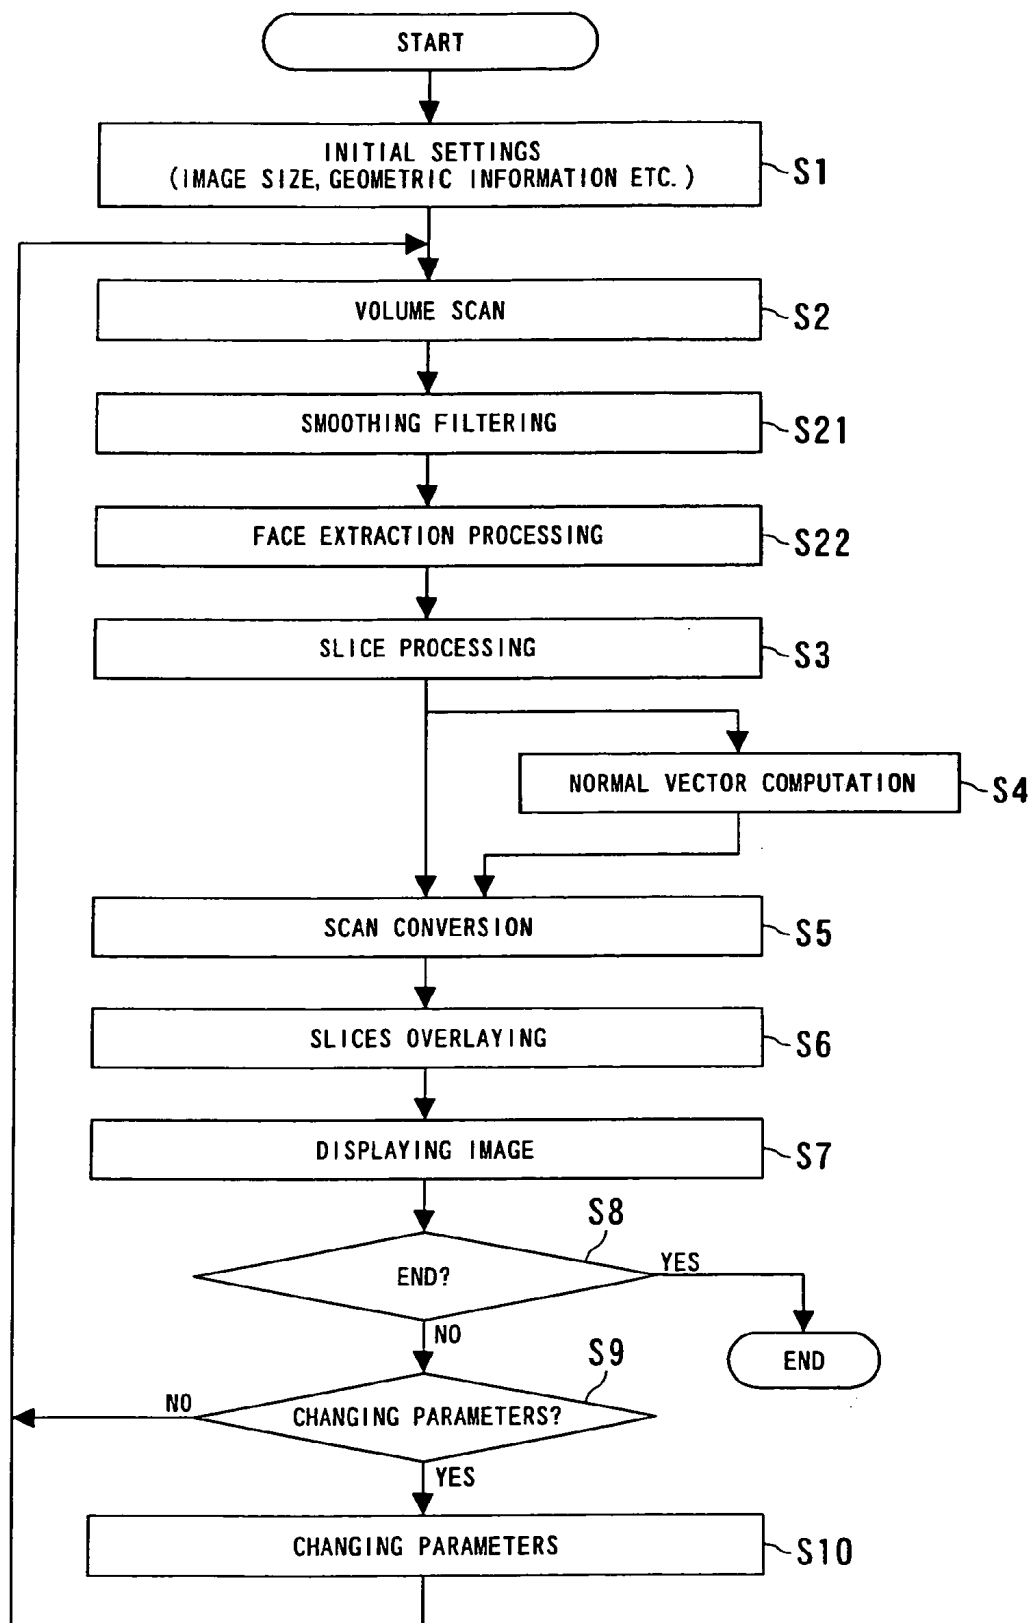 START
INITIAL SETTINGS
(IMAGE SIZE, GEOMETRIC INFORMATION ETC.)
S1
VOLUME SCAN
S2
SMOOTHING FILTERING
S21
FACE EXTRACTION PROCESSING
S22
SLICE PROCESSING
S3
NORMAL VECTOR COMPUTATION
S4
SCAN CONVERSION
S5
SLICES OVERLAYING
S6
DISPLAYING IMAGE
S7
S8
END?
YES
NO
END
S9
NO
CHANGING PARAMETERS?
YES
CHANGING PARAMETERS
S10